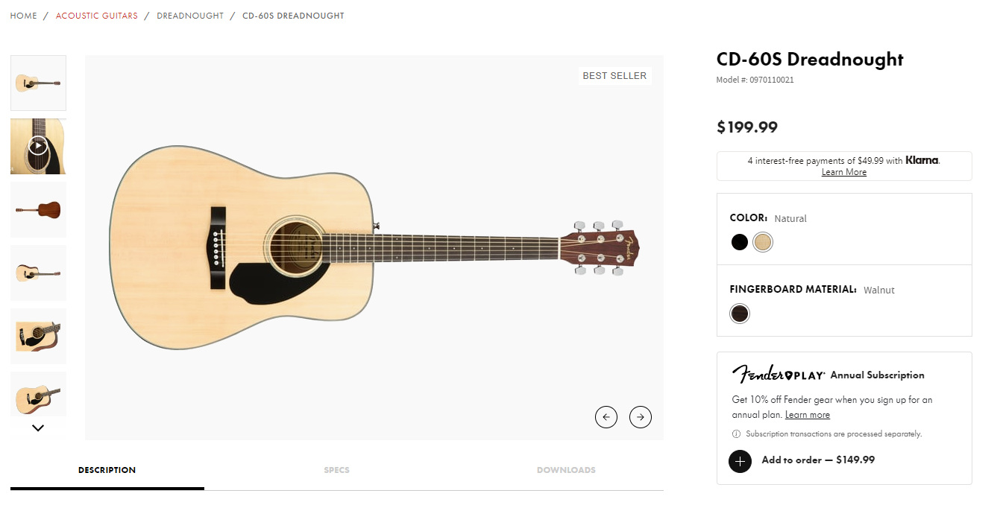 HOME / ACOUSTIC GUITARS / DREADNOUGHT / CD-60S DREADNOUGHT
BEST SELLER
Fender
CD-60S Dreadnought
Model #: 0970110021
$199.99
4 interest-free payments of $49.99 with Klarna.
Learn More
COLOR: Natural
FINGERBOARD MATERIAL: Walnut
Fender PLAY Annual Subscription
Get 10% off Fender gear when you sign up for an
annual plan. Learn more
Subscription transactions are processed separately.
Add to order — $149.99
DESCRIPTION
SPECS
DOWNLOADS